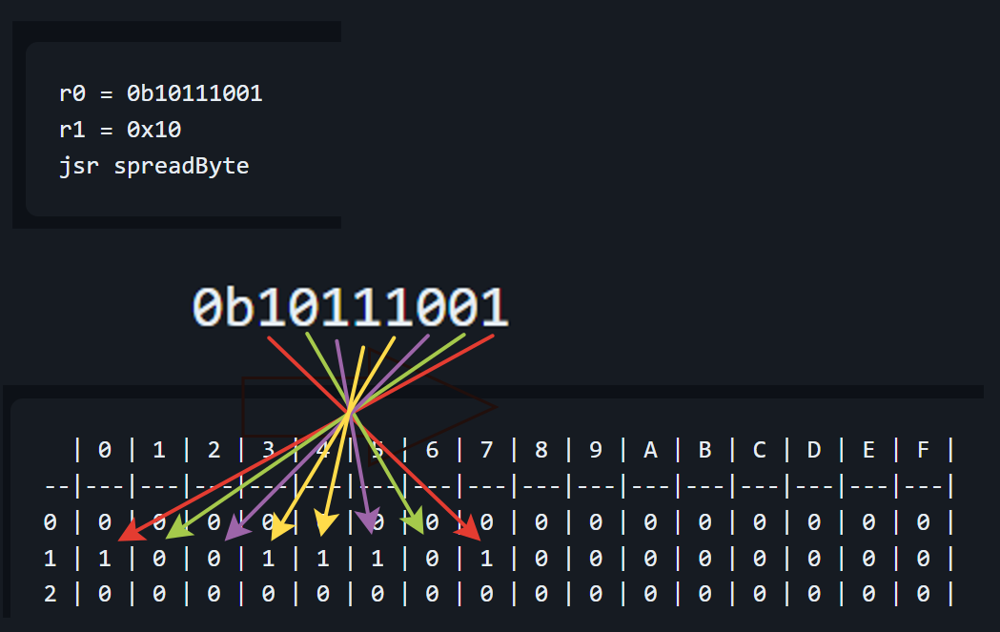 r0 = 0b10111001
r1 = 0x10
jsr spreadByte
0b10111001
| 0 | 1 | 2 | 3 | 4 | 5 | 6 | 7 | 8 | 9 | A | B | C | D | E | F |
--|---|---|---|---|---|---|---|---|---|---|---|---|---|---|---|---|
0 | 0 | 0 | 0 | 0 | 0 | 0 | 0 | 0 | 0 | 0 | 0 | 0 | 0 | 0 | 0 | 0 |
1 | 1 | 0 | 0 | 1 | 1 | 1 | 0 | 1 | 0 | 0 | 0 | 0 | 0 | 0 | 0 | 0 |
2 | 0 | 0 | 0 | 0 | 0 | 0 | 0 | 0 | 0 | 0 | 0 | 0 | 0 | 0 | 0 | 0 |